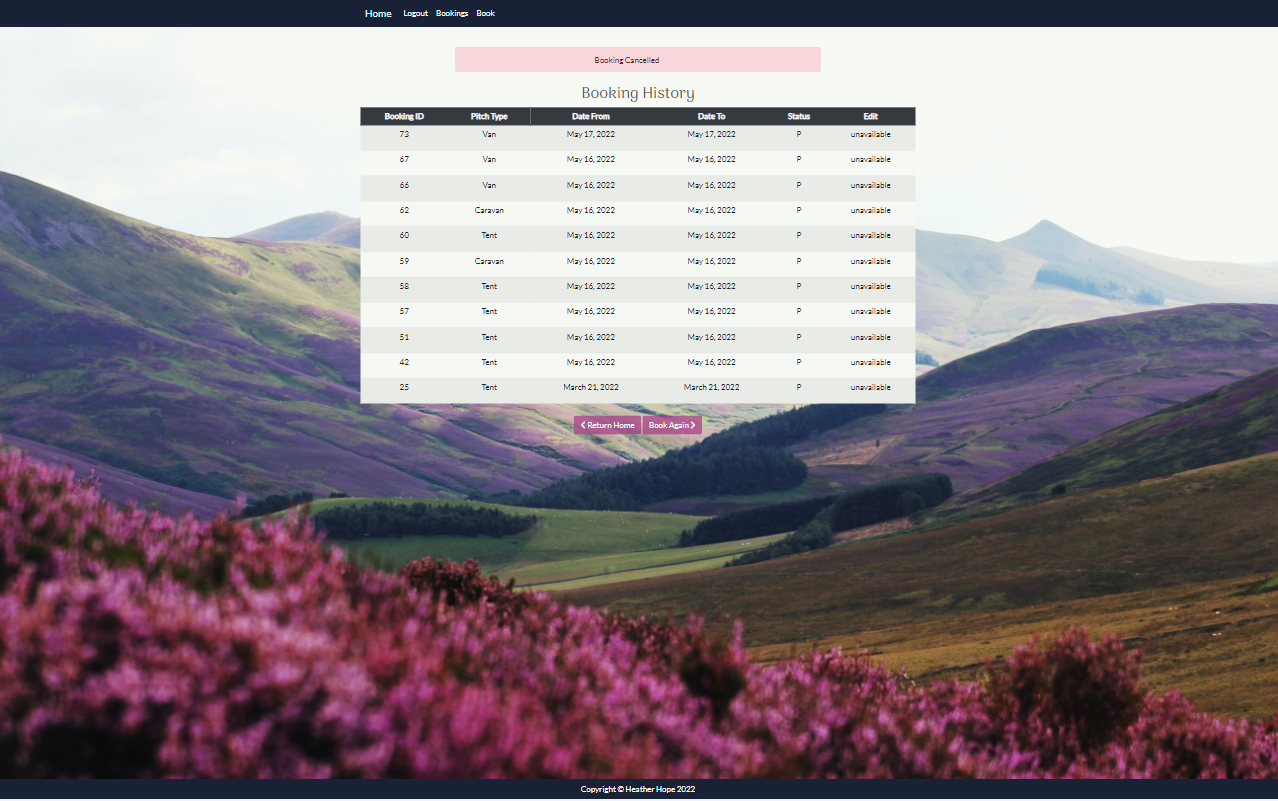 Home Logout Bookings Book
Booking Cancelled
Booking History
Booking ID Pitch Type Date From Date To Status Edit
73 Van May 17, 2022 May 17, 2022 P unavailable
67 Van May 16, 2022 May 16, 2022 P unavailable
66 Van May 16, 2022 May 16, 2022 P unavailable
62 Caravan May 16, 2022 May 16, 2022 P unavailable
60 Tent May 16, 2022 May 16, 2022 P unavailable
59 Caravan May 16, 2022 May 16, 2022 P unavailable
58 Tent May 16, 2022 May 16, 2022 P unavailable
57 Tent May 16, 2022 May 16, 2022 P unavailable
51 Tent May 16, 2022 May 16, 2022 P unavailable
42 Tent May 16, 2022 May 16, 2022 P unavailable
25 Tent March 21, 2022 March 21, 2022 P unavailable
Return Home Book Again
Copyright © Heather Hope 2022